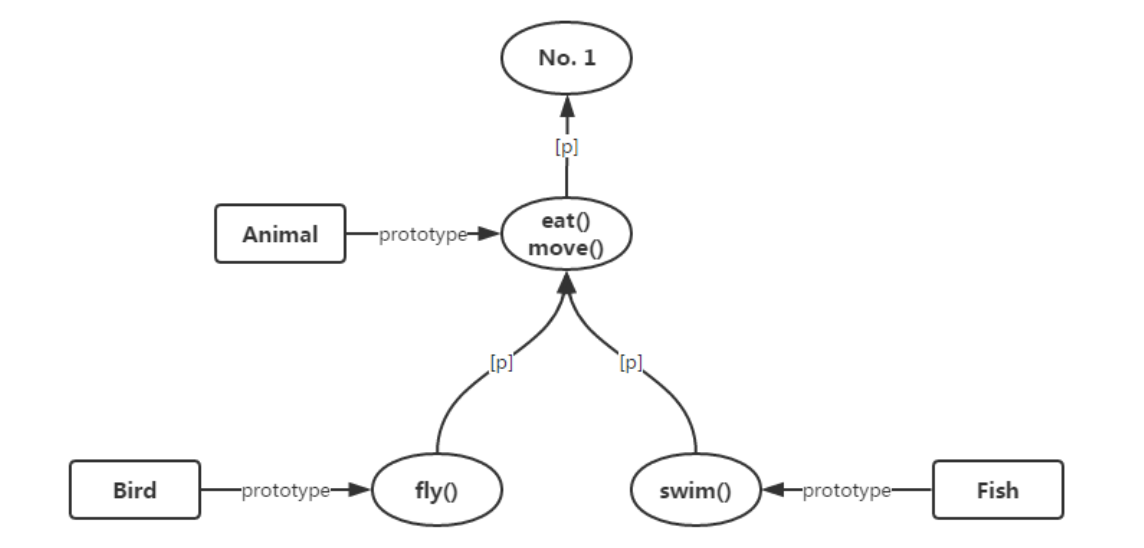 No. 1
[p]
Animal
prototype
eat()
move()
[p]
[p]
Bird
prototype
fly()
swim()
prototype
Fish